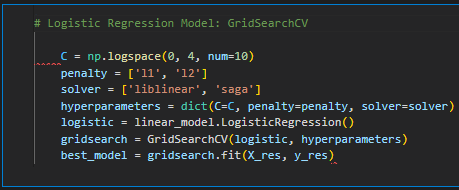 # Logistic Regression Model: GridSearchCV
C = np.logspace(0, 4, num=10)
penalty = ['l1', 'l2']
solver = ['liblinear', 'saga']
hyperparameters = dict(C=C, penalty=penalty, solver=solver)
logistic = linear_model.LogisticRegression()
gridsearch = GridSearchCV(logistic, hyperparameters)
best_model = gridsearch.fit(X_res, y_res)